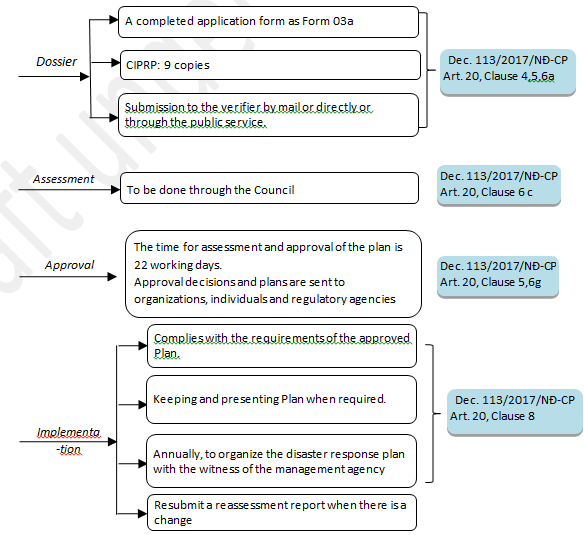 A completed application form as Form 03a
Dossier
CIPRP: 9 copies
Submission to the verifier by mail or directly or
through the public service.
Dec. 113/2017/NĐ-CP
Art. 20, Clause 4,5,6a
Assessment
To be done through the Council
Dec. 113/2017/NĐ-CP
Art. 20, Clause 6 c
Approval
The time for assessment and approval of the plan is
22 working days.
Approval decisions and plans are sent to
organizations, individuals and regulatory agencies
Dec. 113/2017/NĐ-CP
Art. 20, Clause 5,6g
Complies with the requirements of the approved
Plan.
Keeping and presenting Plan when required.
Implementa
-tion
Annually, to organize the disaster response plan
with the witness of the management agency
Resubmit a reassessment report when there is a
change
Dec. 113/2017/NĐ-CP
Art. 20, Clause 8